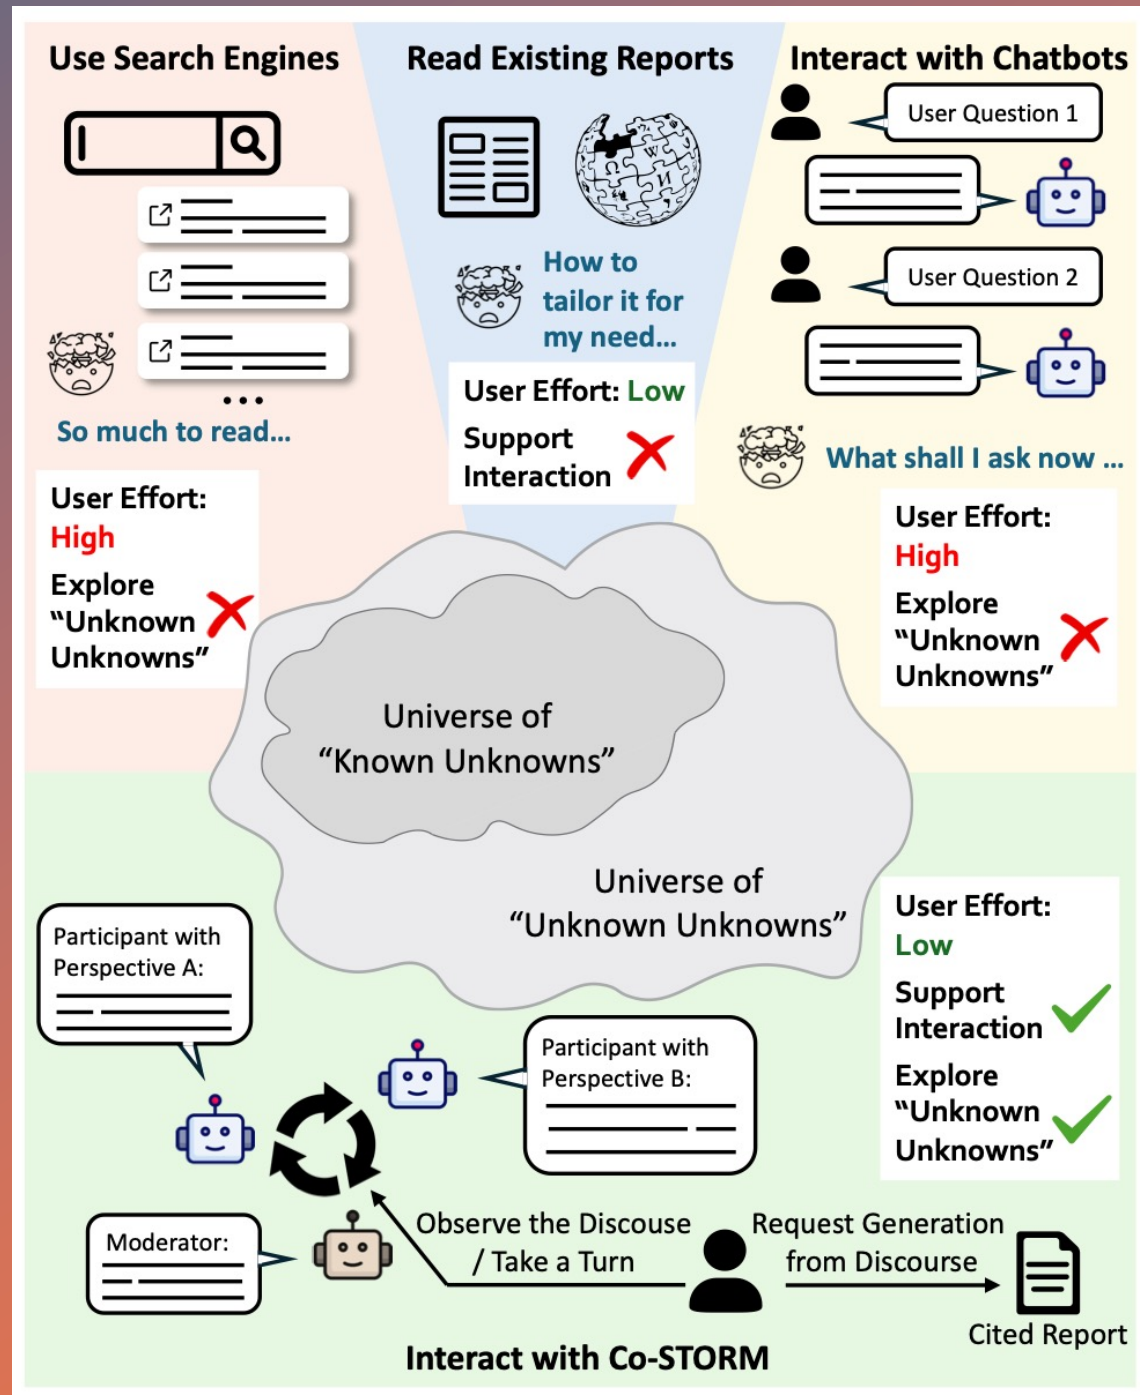 Use Search Engines
So much to read...
User Effort:
High
Explore
“Unknown
Unknowns”
Read Existing Reports
How to
tailor it for
my need...
User Effort: Low
Support
Interaction
Interact with Chatbots
User Question 1
User Question 2
What shall I ask now ...
User Effort:
High
Explore
“Unknown
Unknowns”
Universe of
“Known Unknowns”
Universe of
“Unknown Unknowns”
User Effort:
Low
Support
Interaction
Explore
“Unknown
Unknowns”
Participant with
Perspective A:
Participant with
Perspective B:
Moderator:
Observe the Discouse
/ Take a Turn
Request Generation
from Discourse
Cited Report
Interact with Co-STORM